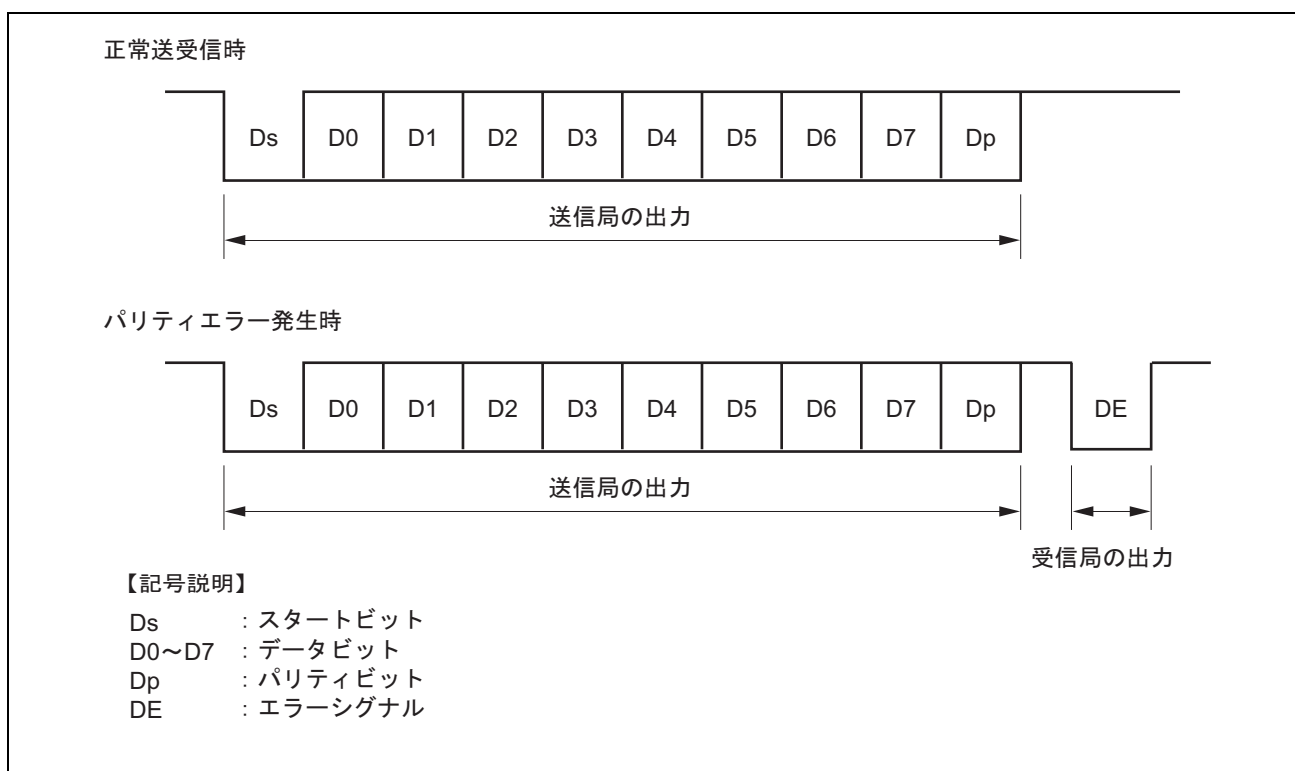 正常送受信時
Ds D0 D1 D2 D3 D4 D5 D6 D7 Dp
送信局の出力
パリティエラー発生時
Ds D0 D1 D2 D3 D4 D5 D6 D7 Dp DE
送信局の出力
受信局の出力
【記号説明】
Ds : スタートビット
D0～D7 : データビット
Dp : パリティビット
DE : エラーシグナル